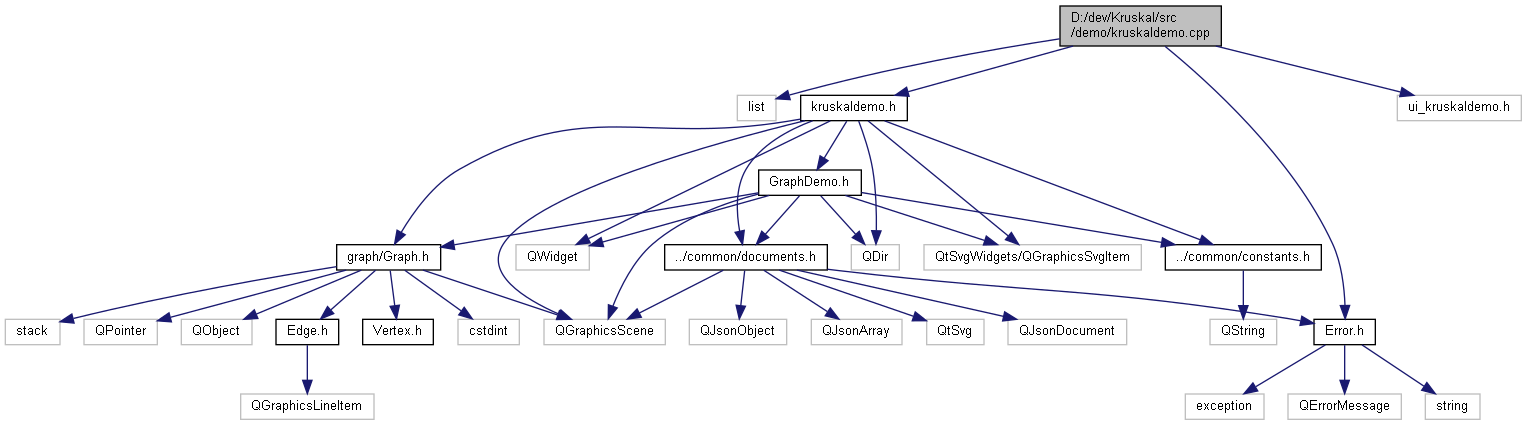 D:/dev/Kruskal/src
/demo/kruskaldemo.cpp
list
kruskaldemo.h
ui_kruskaldemo.h
GraphDemo.h
graph/Graph.h
QWidget
../common/documents.h
QDir
QtSvgWidgets/QGraphicsSvgItem
../common/constants.h
stack
QPointer
QObject
Edge.h
Vertex.h
cstdint
QGraphicsScene
QJsonObject
QJsonArray
QtSvg
QJsonDocument
QString
Error.h
QGraphicsLineItem
exception
QErrorMessage
string